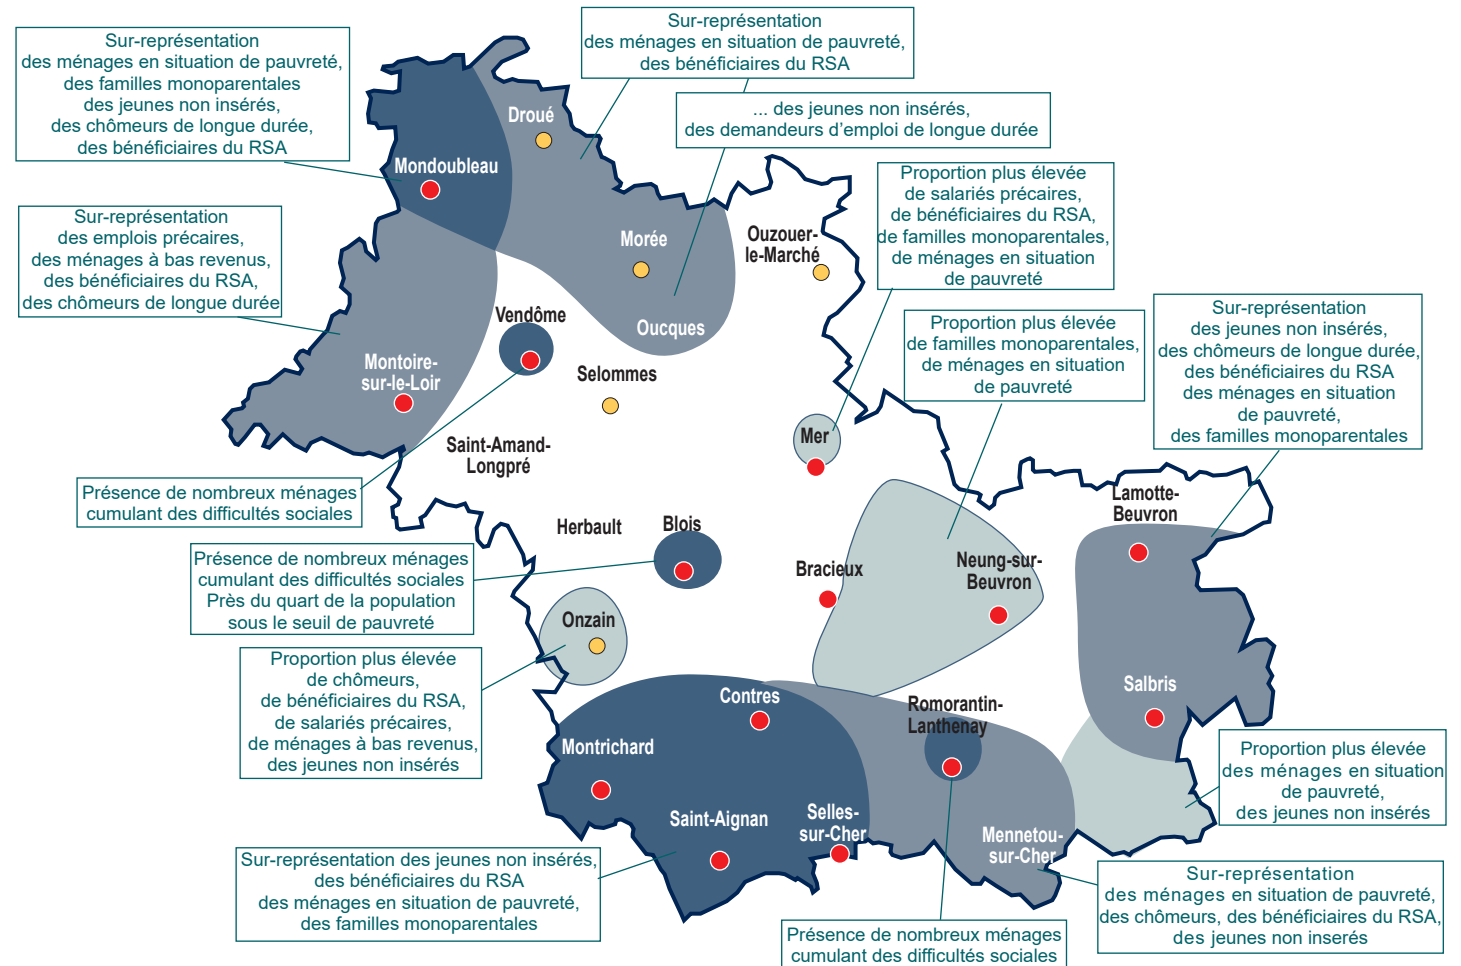 Sur-représentation
des ménages en situation de pauvreté,
des familles monoparentales
des jeunes non insérés,
des chômeurs de longue durée,
des bénéficiaires du RSA
Sur-représentation
des ménages en situation de pauvreté,
des bénéficiaires du RSA
... des jeunes non insérés,
des demandeurs d'emploi de longue durée
Droué
Mondoubleau
Proportion plus élevée
de salariés précaires,
de bénéficiaires du RSA,
de familles monoparentales,
de ménages en situation
de pauvreté
Sur-représentation
des emplois précaires,
des ménages à bas revenus,
des bénéficiaires du RSA,
des chômeurs de longue durée
Morée
Ouzouer-
le-Marché
Oucques
Vendôme
Montoire-
sur-le-Loir
Selommes
Proportion plus élevée
de familles monoparentales,
de ménages en situation
de pauvreté
Sur-représentation
des jeunes non insérés,
des chômeurs de longue durée,
des bénéficiaires du RSA
des ménages en situation
de pauvreté,
des familles monoparentales
Mer
Saint-Amand-
Longpré
Présence de nombreux ménages
cumulant des difficultés sociales
Lamotte-
Beuvron
Herbault
Blois
Présence de nombreux ménages
cumulant des difficultés sociales
Près du quart de la population
sous le seuil de pauvreté
Bracieux
Neung-sur-
Beuvron
Onzain
Proportion plus élevée
de chômeurs,
de bénéficiaires du RSA,
de salariés précaires,
de ménages à bas revenus,
des jeunes non insérés
Contres
Romorantin-
Lanthenay
Salbris
Montrichard
Proportion plus élevée
des ménages en situation
de pauvreté,
des jeunes non insérés
Saint-Aignan
Selles-
sur-Cher
Mennetou-
sur-Cher
Sur-représentation des jeunes non insérés,
des bénéficiaires du RSA
des ménages en situation de pauvreté,
des familles monoparentales
Sur-représentation
des ménages en situation de pauvreté,
des chômeurs, des bénéficiaires du RSA,
des jeunes non inserés
Présence de nombreux ménages
cumulant des difficultés sociales